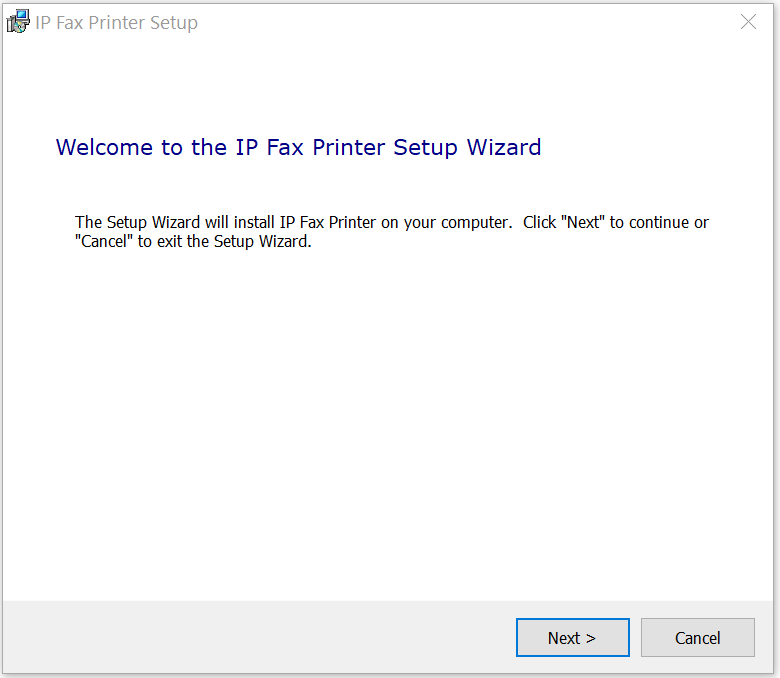 IP Fax Printer Setup
Welcome to the IP Fax Printer Setup Wizard
The Setup Wizard will install IP Fax Printer on your computer.  Click "Next" to continue or
"Cancel" to exit the Setup Wizard.
Next >
Cancel